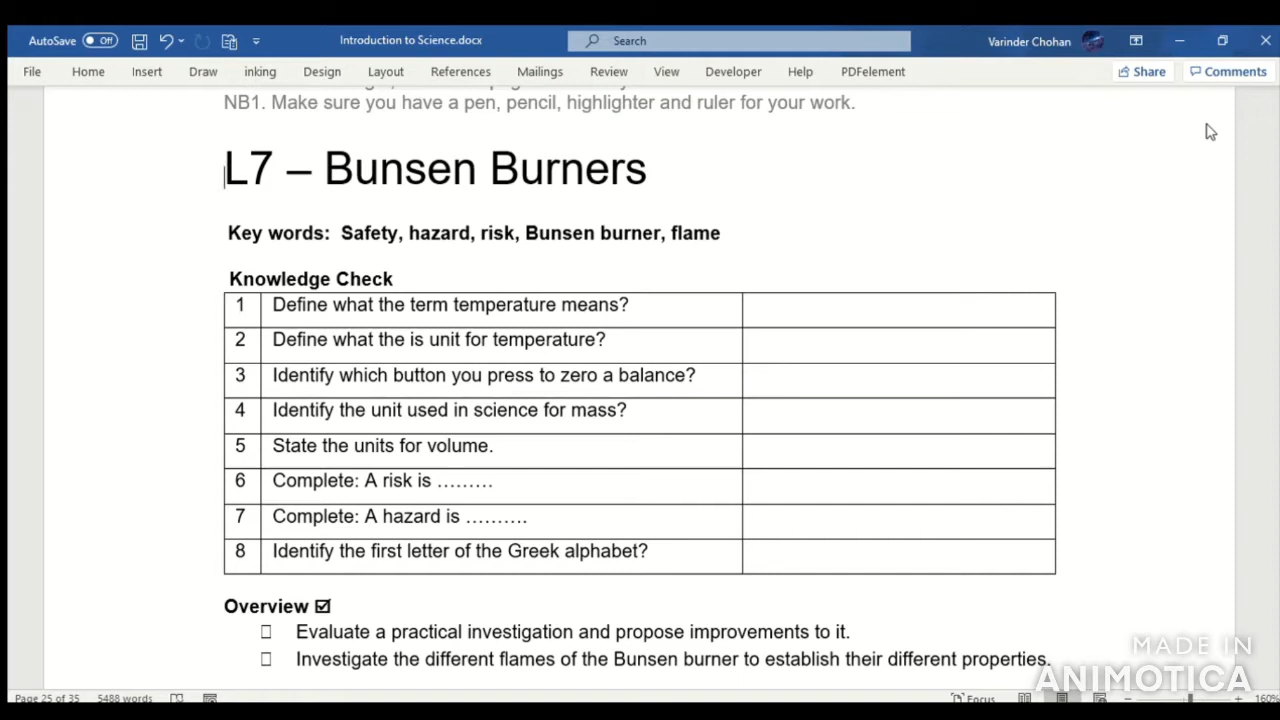 AutoSave Off Introduction to Science.docx Search Varinder Chohan
File Home Insert Draw inking Design Layout References Mailings Review View Developer Help PDFelement Share Comments
NB1. Make sure you have a pen, pencil, highlighter and ruler for your work.
L7 – Bunsen Burners
Key words: Safety, hazard, risk, Bunsen burner, flame
Knowledge Check
1 Define what the term temperature means?
2 Define what the is unit for temperature?
3 Identify which button you press to zero a balance?
4 Identify the unit used in science for mass?
5 State the units for volume.
6 Complete: A risk is ………
7 Complete: A hazard is ……….
8 Identify the first letter of the Greek alphabet?
Overview ☑
Evaluate a practical investigation and propose improvements to it.
Investigate the different flames of the Bunsen burner to establish their different properties.
MADE IN
ANIMOTICA
Page 25 of 35 5488 words Focus 160%